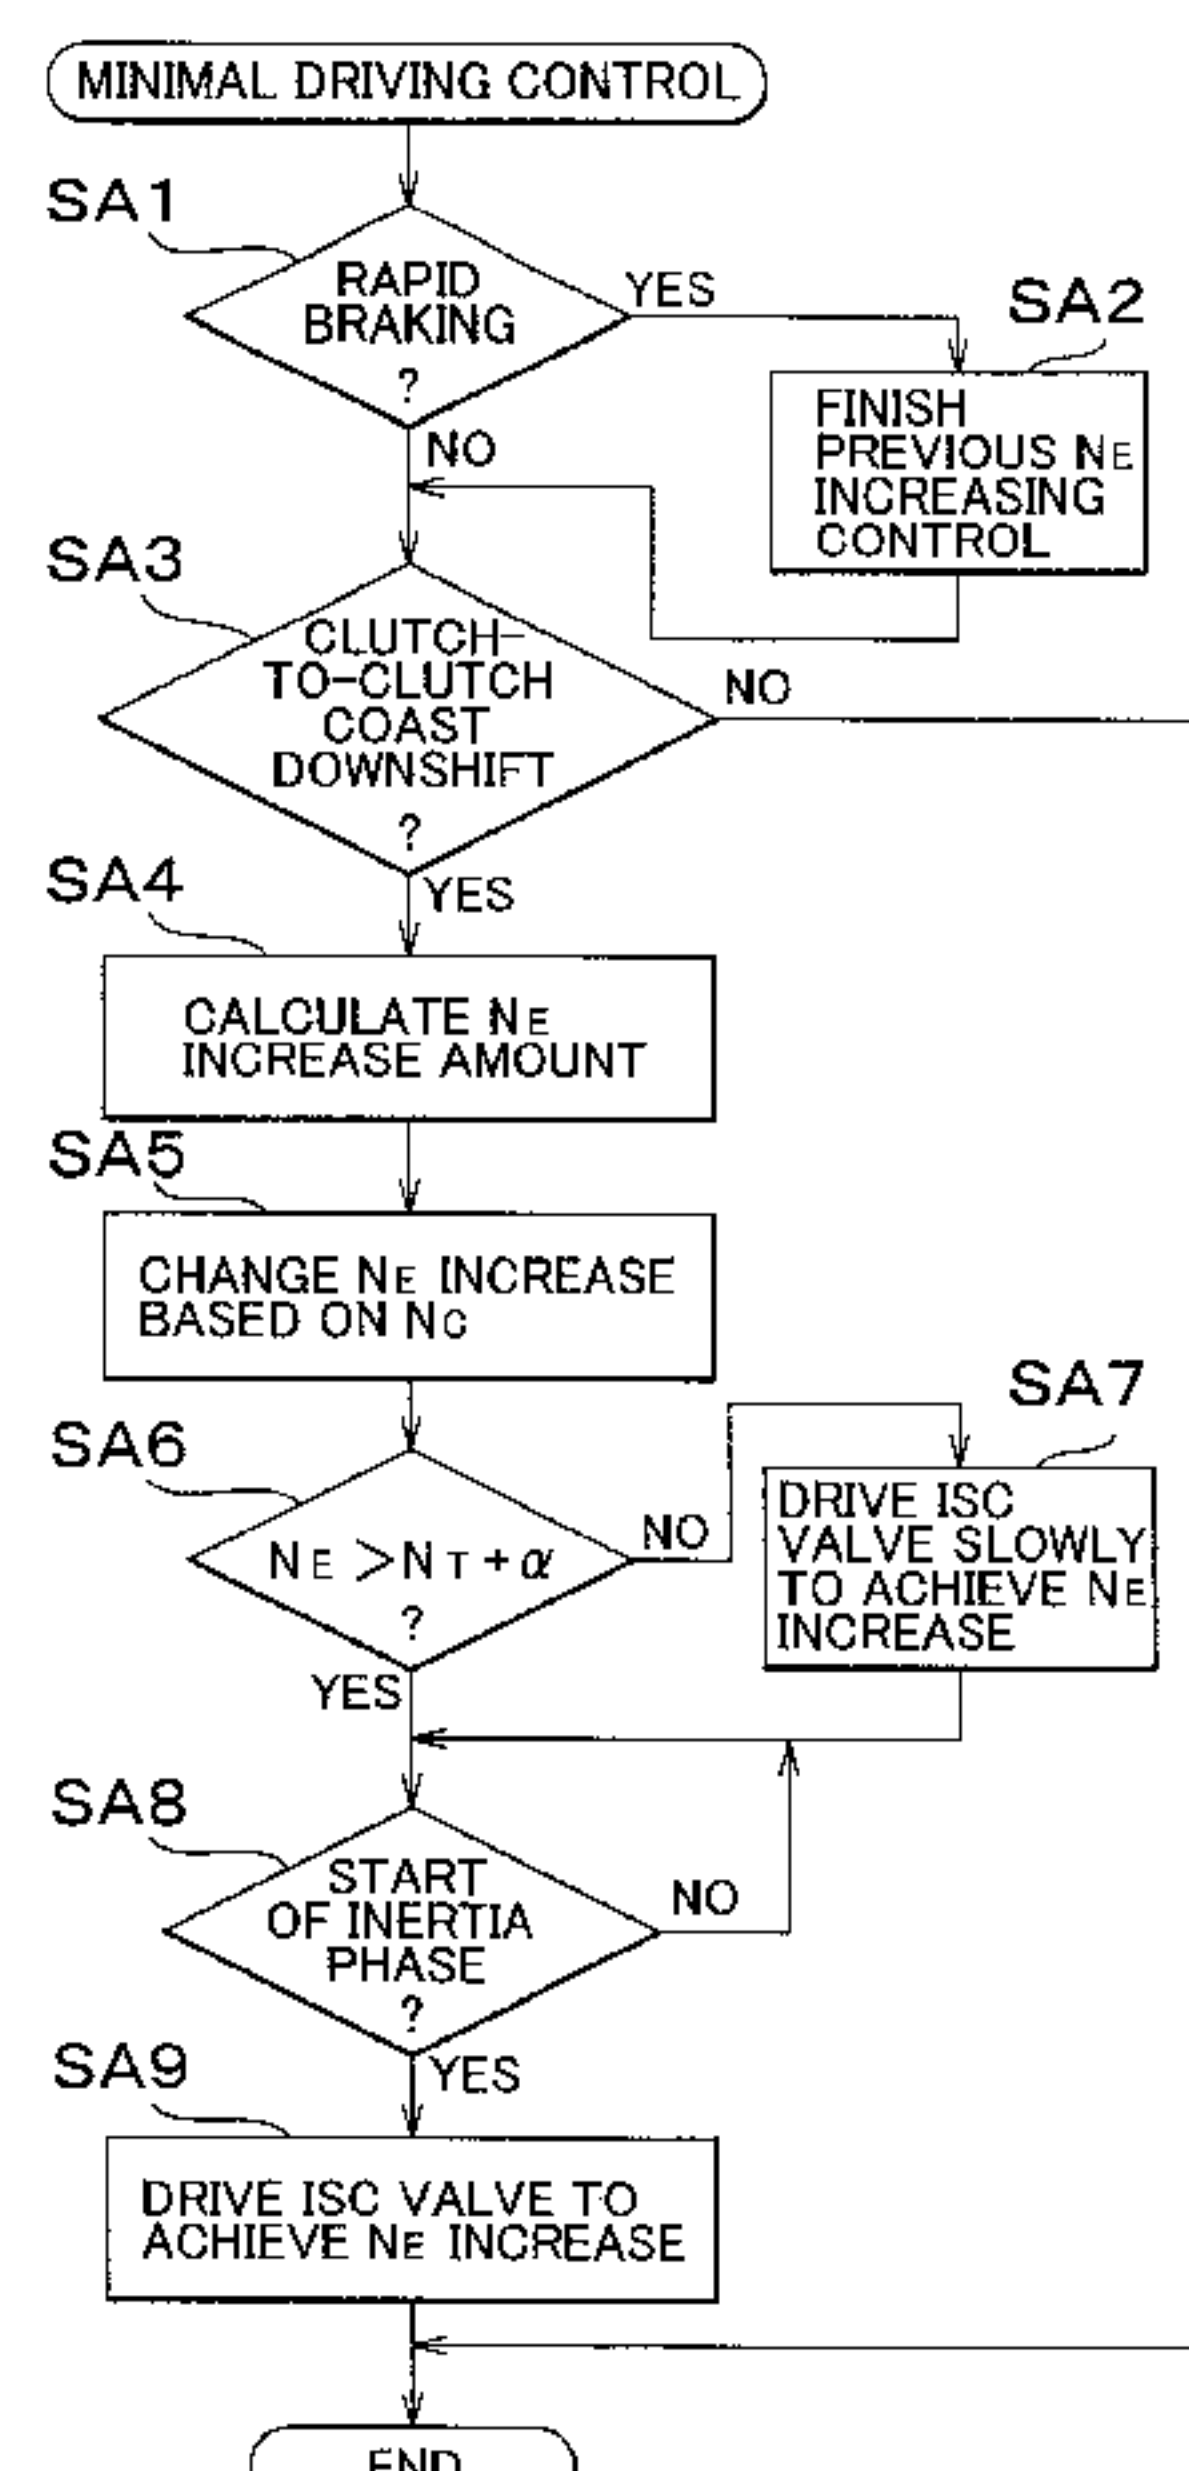 MINIMAL DRIVING CONTROL
SA1
RAPID
BRAKING
?
YES
SA2
FINISH
PREVIOUS NE
INCREASING
CONTROL
NO
SA3
CLUTCH-
TO-CLUTCH
COAST
DOWNSHIFT
?
NO
YES
SA4
CALCULATE NE
INCREASE AMOUNT
SA5
CHANGE NE INCREASE
BASED ON NC
SA6
NE >NT + α
?
NO
SA7
DRIVE ISC
VALVE SLOWLY
TO ACHIEVE NE
INCREASE
YES
SA8
START
OF INERTIA
PHASE
?
NO
YES
SA9
DRIVE ISC VALVE TO
ACHIEVE NE INCREASE
END